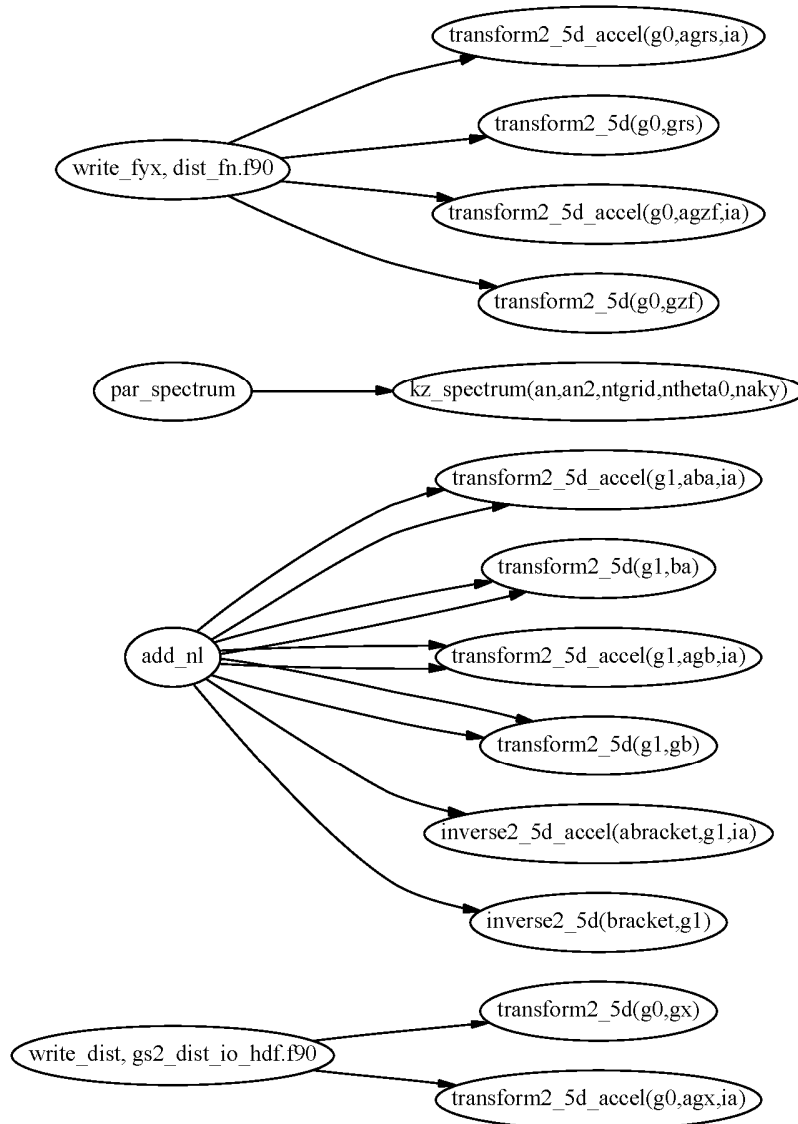 transform2_5d_accel(g0,agrs,ia)
transform2_5d(g0,grs)
write_fyx, dist_fn.f90
transform2_5d_accel(g0,agzf,ia)
transform2_5d(g0,gzf)
par_spectrum
kz_spectrum(an,an2,ntgrid,ntheta0,naky)
transform2_5d_accel(g1,aba,ia)
transform2_5d(g1,ba)
add_nl
transform2_5d_accel(g1,agb,ia)
transform2_5d(g1,gb)
inverse2_5d_accel(abracket,g1,ia)
inverse2_5d(bracket,g1)
transform2_5d(g0,gx)
write_dist, gs2_dist_io_hdf.f90
transform2_5d_accel(g0,agx,ia)